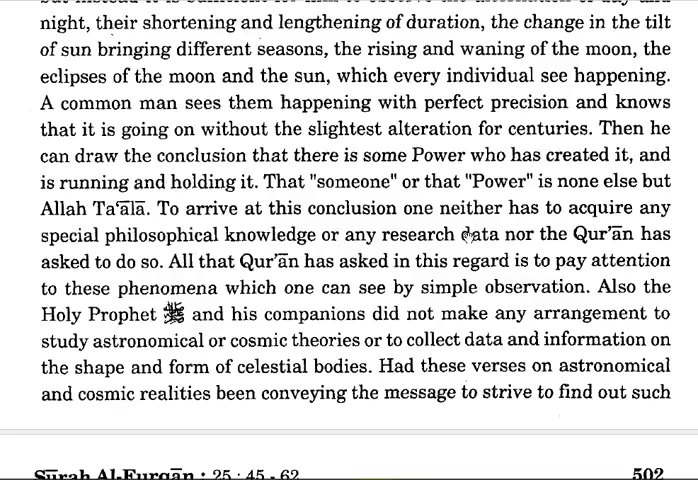 night, their shortening and lengthening of duration, the change in the tilt
of sun bringing different seasons, the rising and waning of the moon, the
eclipses of the moon and the sun, which every individual see happening.
A common man sees them happening with perfect precision and knows
that it is going on without the slightest alteration for centuries. Then he
can draw the conclusion that there is some Power who has created it, and
is running and holding it. That "someone" or that "Power" is none else but
Allah Ta‘ālā. To arrive at this conclusion one neither has to acquire any
special philosophical knowledge or any research data nor the Qur’ān has
asked to do so. All that Qur’ān has asked in this regard is to pay attention
to these phenomena which one can see by simple observation. Also the
Holy Prophet ﷺ and his companions did not make any arrangement to
study astronomical or cosmic theories or to collect data and information on
the shape and form of celestial bodies. Had these verses on astronomical
and cosmic realities been conveying the message to strive to find out such
Sūrah Al-Furqān : 25 : 45 - 62 502